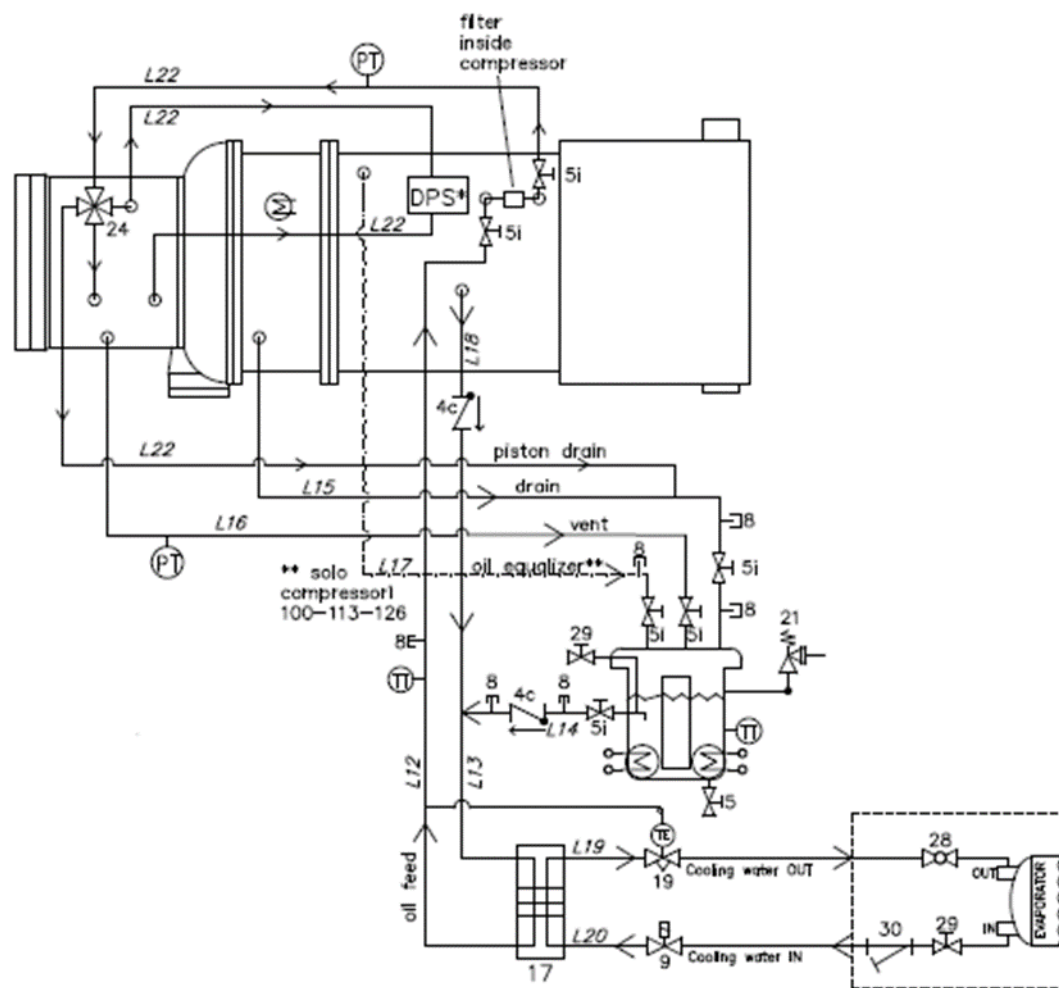 filter
inside
compressor
PT
L22
L22
5i
DPS*
24
L22
5i
L18
4c
L22
piston drain
L15
drain
8
L16
vent
PT
** solo
compressor1
100-113-126
L17
oil equalizer**
8
5i
8
5i
5i
8
29
21
TT
8
4c
8
L14
5i
TT
L12
L13
5
oil feed
TE
L19
19
Cooling water OUT
28
OUT
EVAPORATOR
IN
L20
9
Cooling water IN
30
29
17